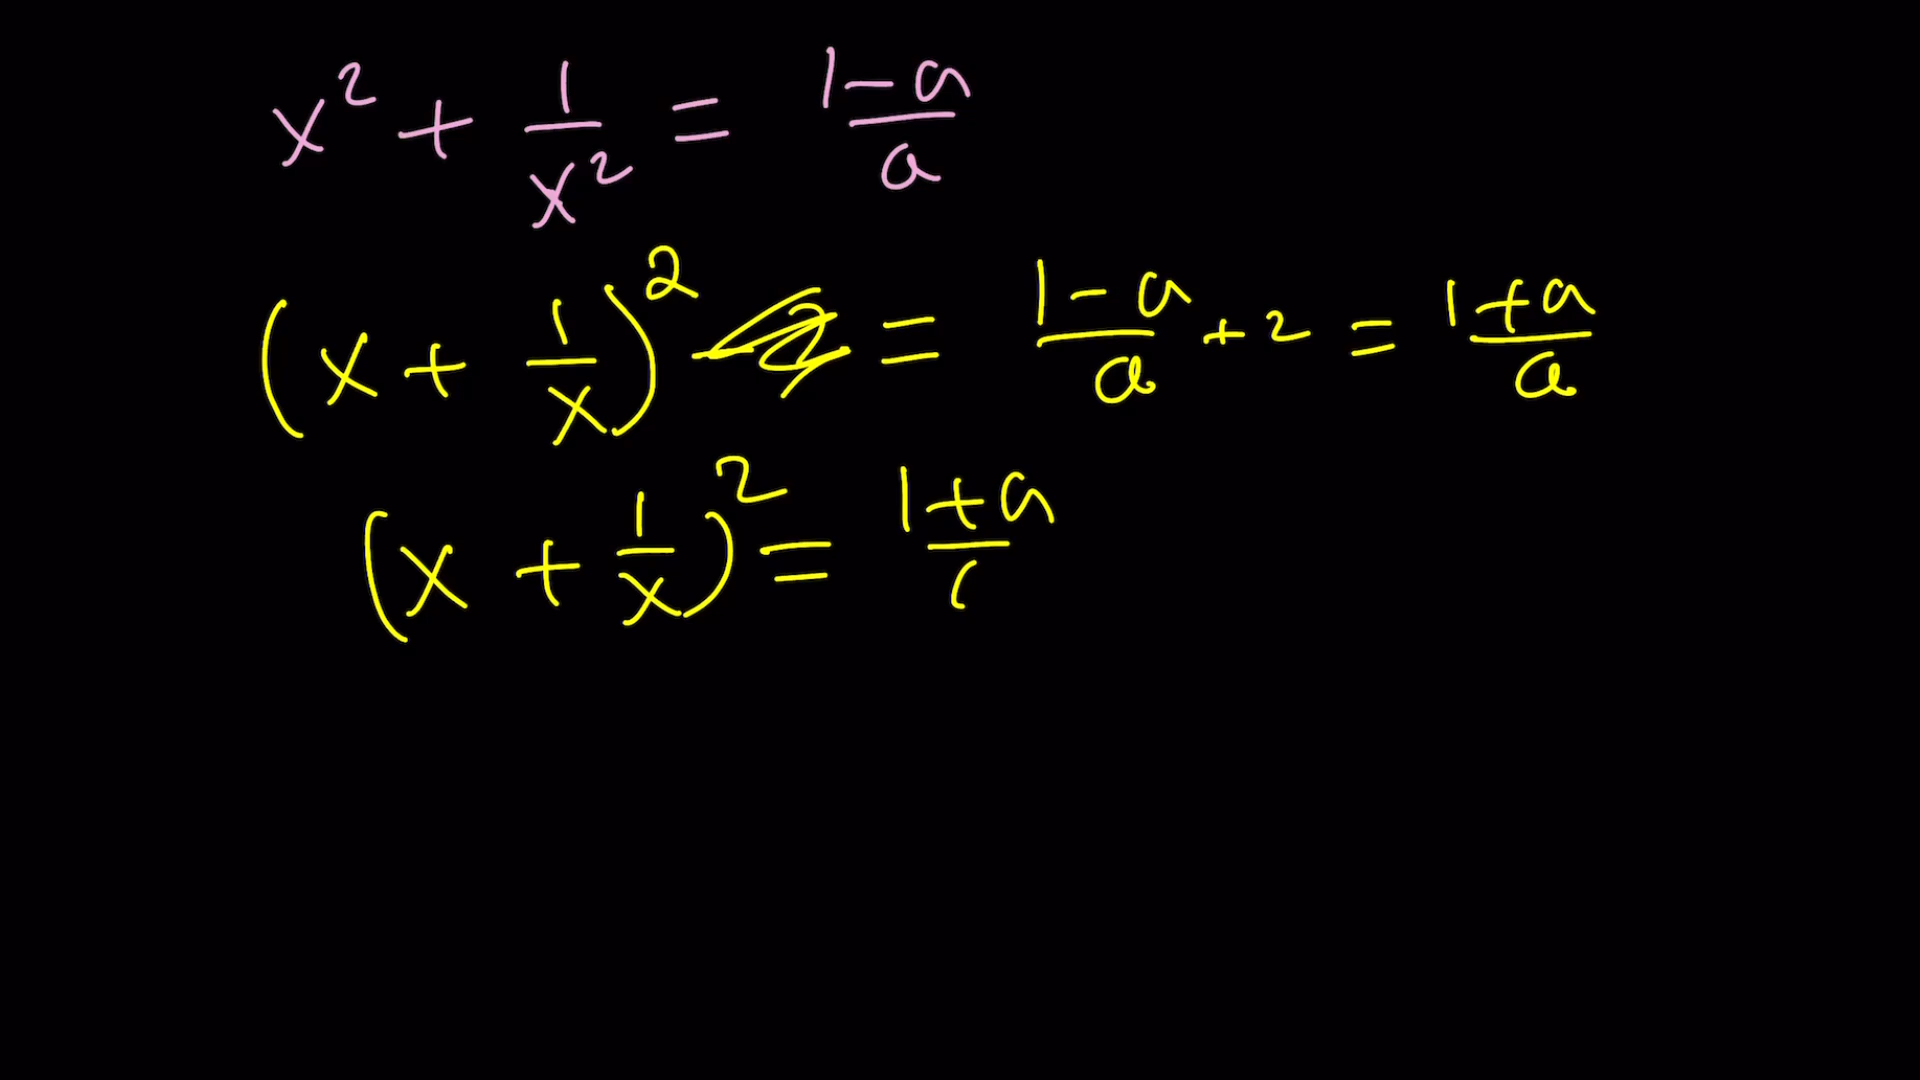 x² + 1/x² = 1-a/a
(x + 1/x)² = 1-a/a + 2 = 1+a/a
(x + 1/x)² = 1+a/